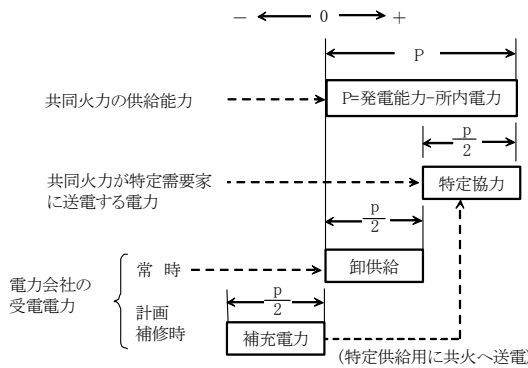 － 0 ＋
P
共同火力の供給能力
P=発電能力−所内電力
p/2
共同火力が特定需要家
に送電する電力
特定協力
p/2
電力会社の
受電電力
常 時
卸供給
p/2
計画
補修時
補充電力
(特定供給用に共火へ送電)